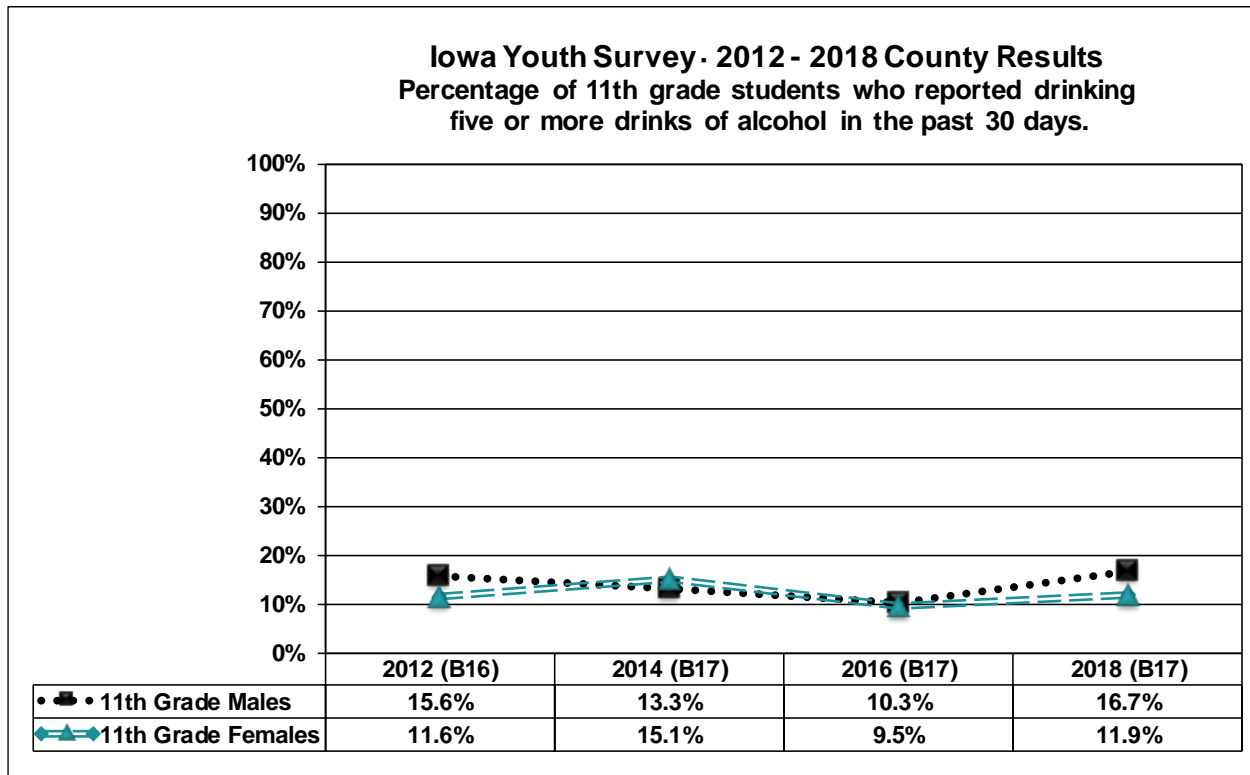 Iowa Youth Survey · 2012 - 2018 County Results
Percentage of 11th grade students who reported drinking
five or more drinks of alcohol in the past 30 days.
100%
90%
80%
70%
60%
50%
40%
30%
20%
10%
0%
2012 (B16) 2014 (B17) 2016 (B17) 2018 (B17)
11th Grade Males 15.6% 13.3% 10.3% 16.7%
11th Grade Females 11.6% 15.1% 9.5% 11.9%